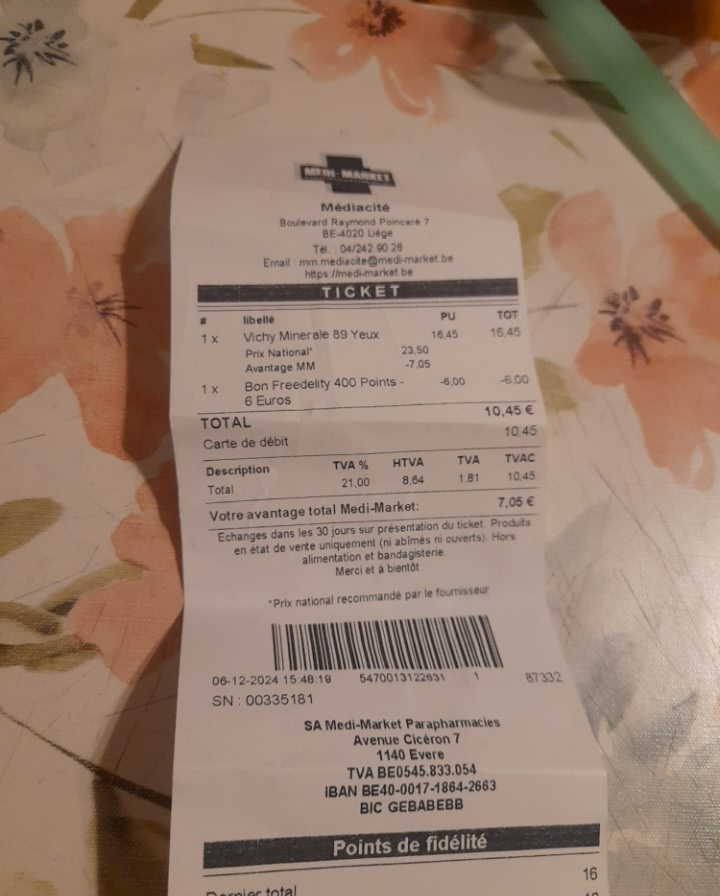 MEDI-MARKET
Médiacité
Boulevard Raymond Poincaré 7
BE-4020 Liège
Tél. : 04/242.90.26
Email : mm.mediacite@medi-market.be
https://medi-market.be
TICKET
# libellé PU TOT
1 x Vichy Minerale 89 Yeux 16,45 16,45
Prix National* 23,50
Avantage MM -7,05
1 x Bon Freedelity 400 Points - -6,00 -6,00
6 Euros
TOTAL 10,45 €
Carte de débit 10,45
Description TVA % HTVA TVA TVAC
Total 21,00 8,64 1,81 10,45
Votre avantage total Medi-Market: 7,05 €
Echanges dans les 30 jours sur présentation du ticket. Produits
en état de vente uniquement (ni abîmés ni ouverts). Hors
alimentation et bandagisterie.
Merci et à bientôt
*Prix national recommandé par le fournisseur
06-12-2024 15:48:19 5470013122631 1 87332
SN : 00335181
SA Medi-Market Parapharmacies
Avenue Cicéron 7
1140 Evere
TVA BE0545.833.054
IBAN BE40-0017-1864-2663
BIC GEBABEBB
Points de fidélité
16
Dernier total